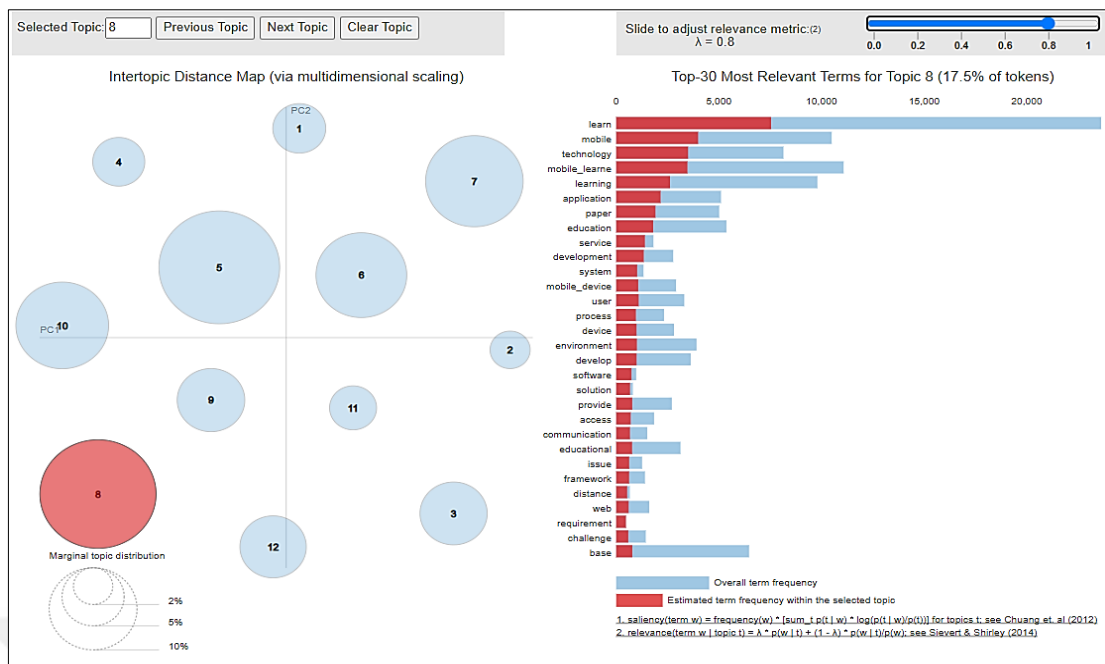 Selected Topic: 8 Previous Topic Next Topic Clear Topic
Slide to adjust relevance metric:(2)
λ = 0.8
0.0 0.2 0.4 0.6 0.8 1
Intertopic Distance Map (via multidimensional scaling)
PC2
PC1
1
4
7
5
6
10
2
9
11
8
3
12
Marginal topic distribution
2%
5%
10%
Top-30 Most Relevant Terms for Topic 8 (17.5% of tokens)
0 5,000 10,000 15,000 20,000
learn
mobile
technology
mobile_learne
learning
application
paper
education
service
development
system
mobile_device
user
process
device
environment
develop
software
solution
provide
access
communication
educational
issue
framework
distance
web
requirement
challenge
base
Overall term frequency
Estimated term frequency within the selected topic
1. saliency(term w) = frequency(w) * [sum_t p(t | w) * log(p(t | w)/p(t))] for topics t; see Chuang et. al (2012)
2. relevance(term w | topic t) = λ * p(w | t) + (1 - λ) * p(w | t)/p(w); see Sievert & Shirley (2014)